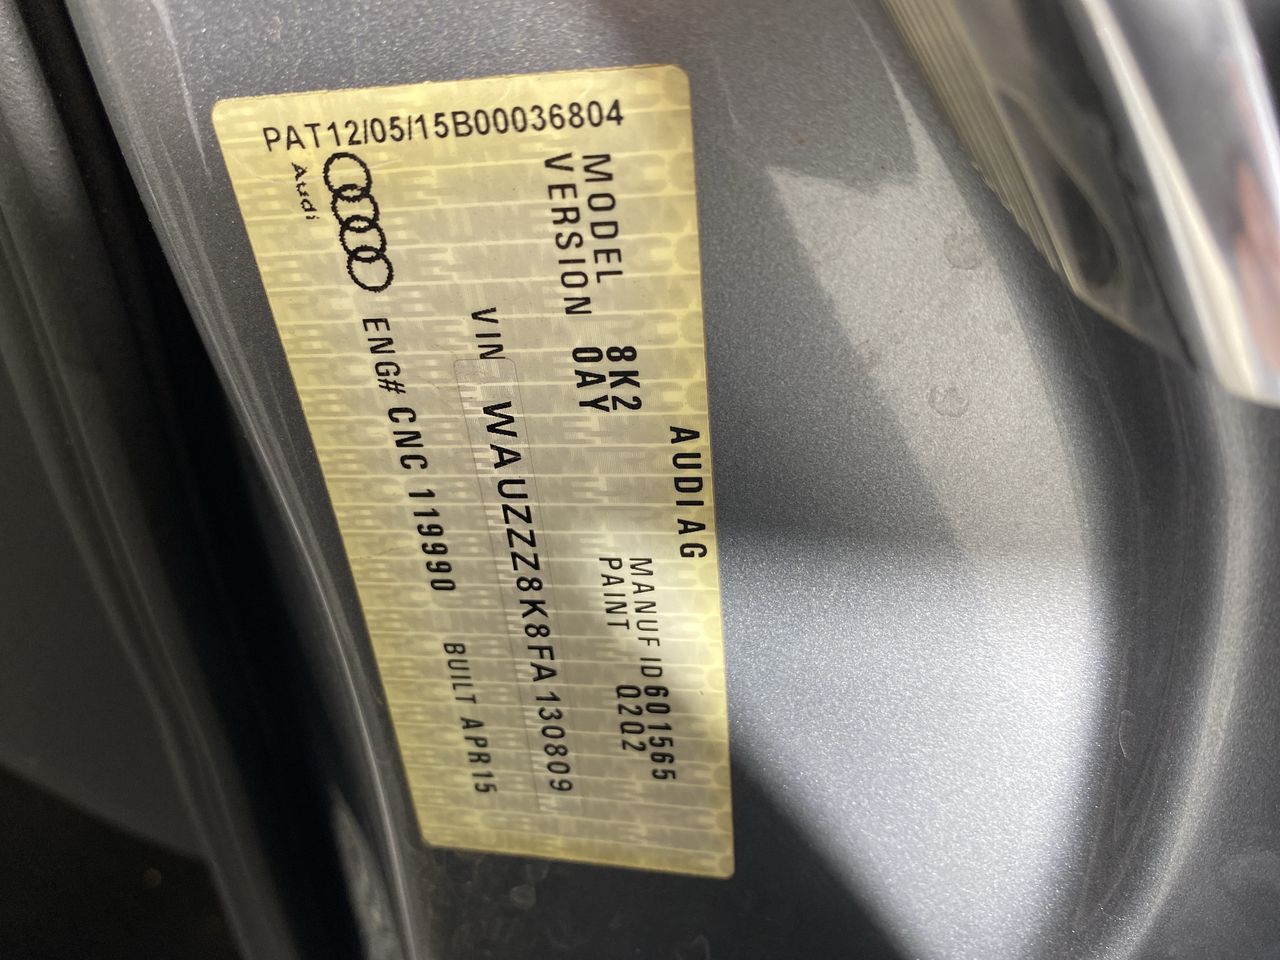 AUDI AG
MODEL 8K2 MANUF ID 601565
VERSION 0AY PAINT Q2Q2
VIN WAUZZZ8K8FA130809
ENG# CNC 119990 BUILT APR15
Audi
PAT12/05/15B00036804